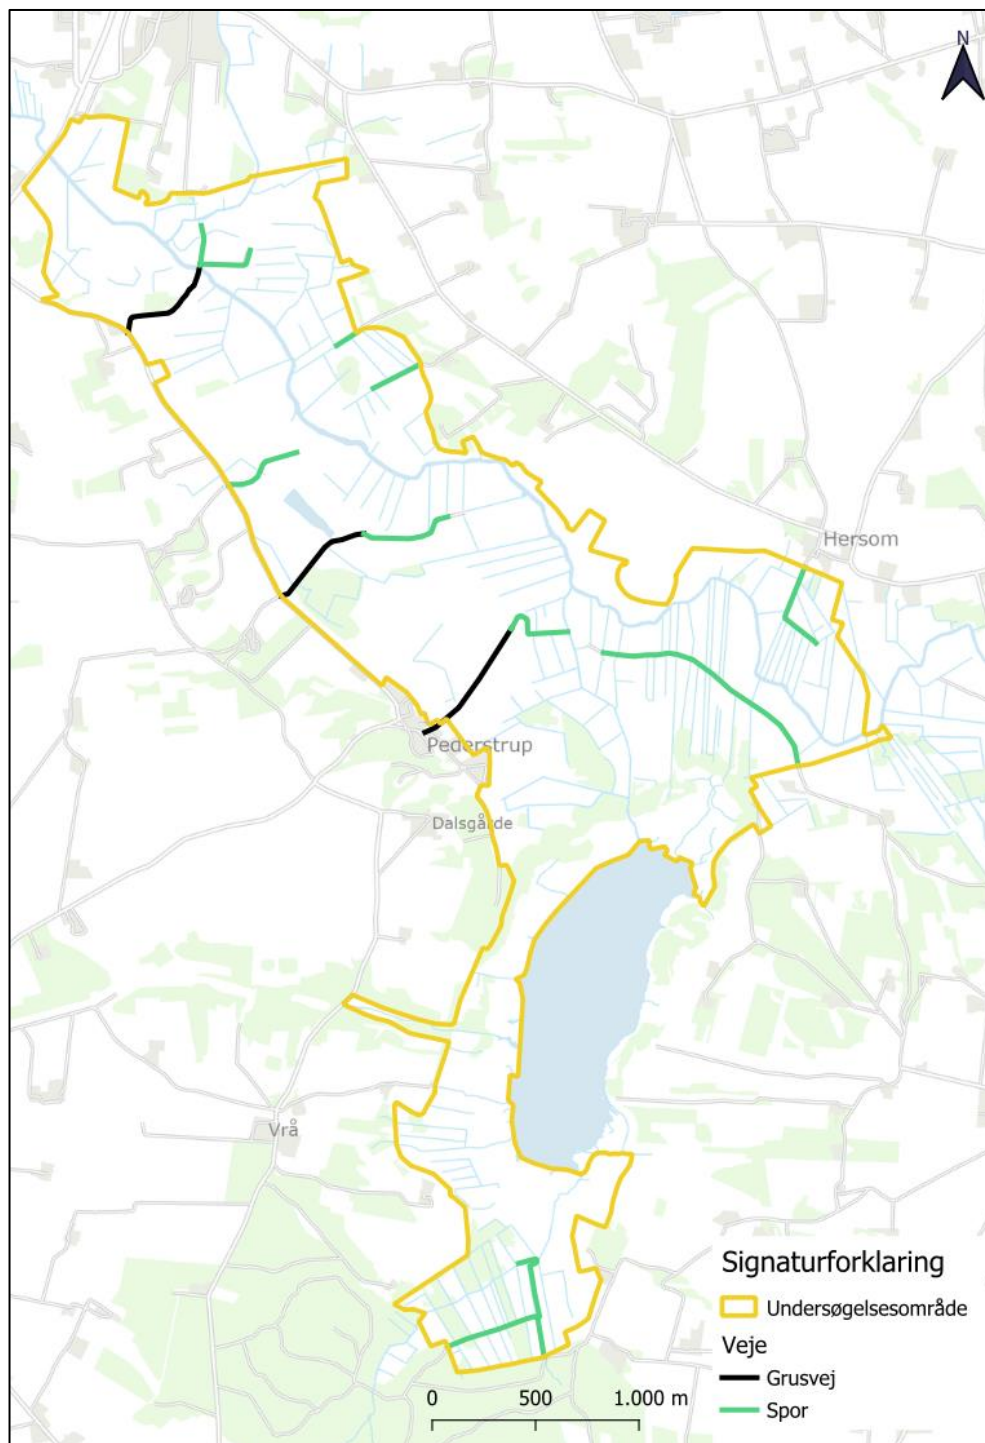 N
Hersom
Pederstrup
Dalsgårde
Vrå
Signaturforklaring
Undersøgelsesområde
Veje
Grusvej
Spor
0 500 1.000 m